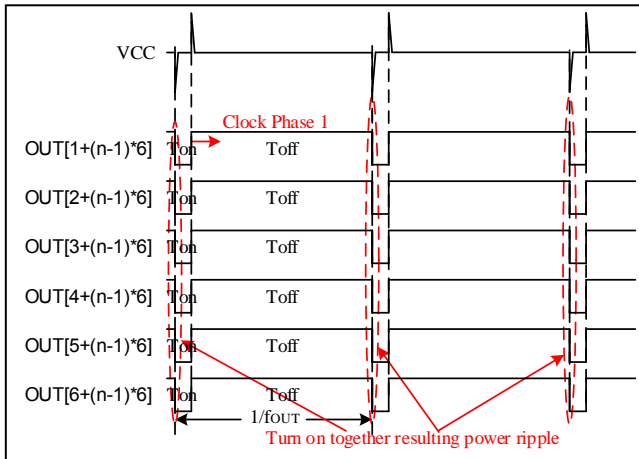 VCC
Clock Phase 1
OUT[1+(n-1)*6] Ton Toff
OUT[2+(n-1)*6] Ton Toff
OUT[3+(n-1)*6] Ton Toff
OUT[4+(n-1)*6] Ton Toff
OUT[5+(n-1)*6] Ton Toff
OUT[6+(n-1)*6] Ton Toff
1/fOUT
Turn on together resulting power ripple